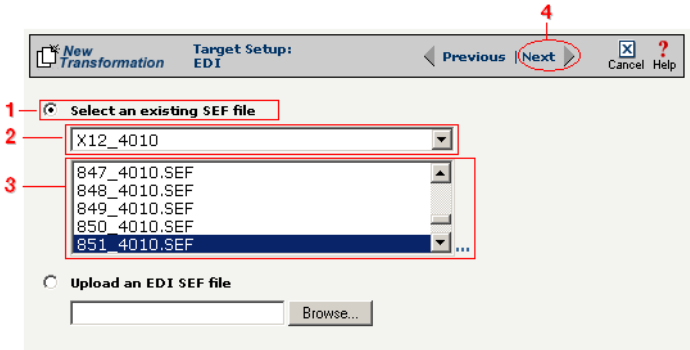 4
New Transformation
Target Setup: EDI
Previous | Next
Cancel
? Help
1
Select an existing SEF file
2
X12_4010
3
847_4010.SEF
848_4010.SEF
849_4010.SEF
850_4010.SEF
851_4010.SEF
...
Upload an EDI SEF file
Browse...